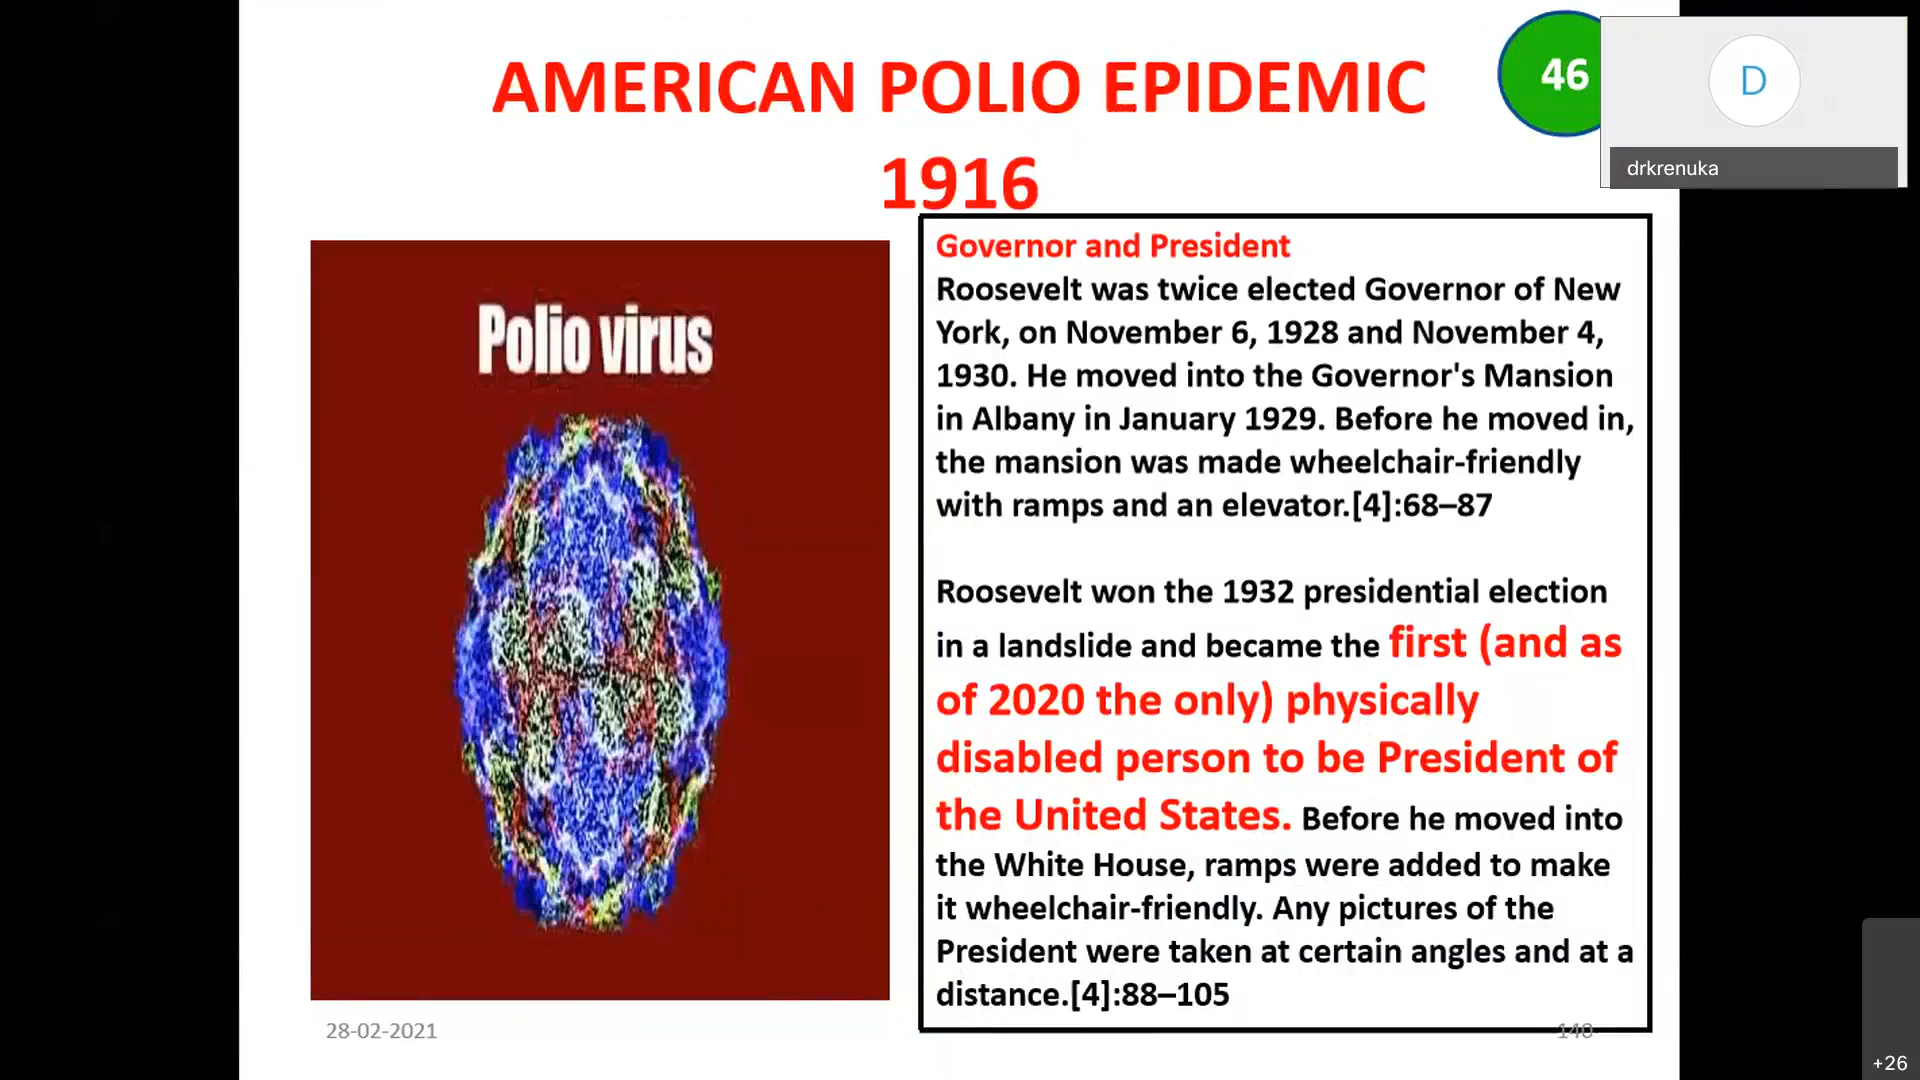 AMERICAN POLIO EPIDEMIC
1916
46
D
drkrenuka
Polio virus
Governor and President
Roosevelt was twice elected Governor of New
York, on November 6, 1928 and November 4,
1930. He moved into the Governor's Mansion
in Albany in January 1929. Before he moved in,
the mansion was made wheelchair-friendly
with ramps and an elevator.[4]:68–87
Roosevelt won the 1932 presidential election
in a landslide and became the first (and as
of 2020 the only) physically
disabled person to be President of
the United States. Before he moved into
the White House, ramps were added to make
it wheelchair-friendly. Any pictures of the
President were taken at certain angles and at a
distance.[4]:88–105
28-02-2021
140
+26